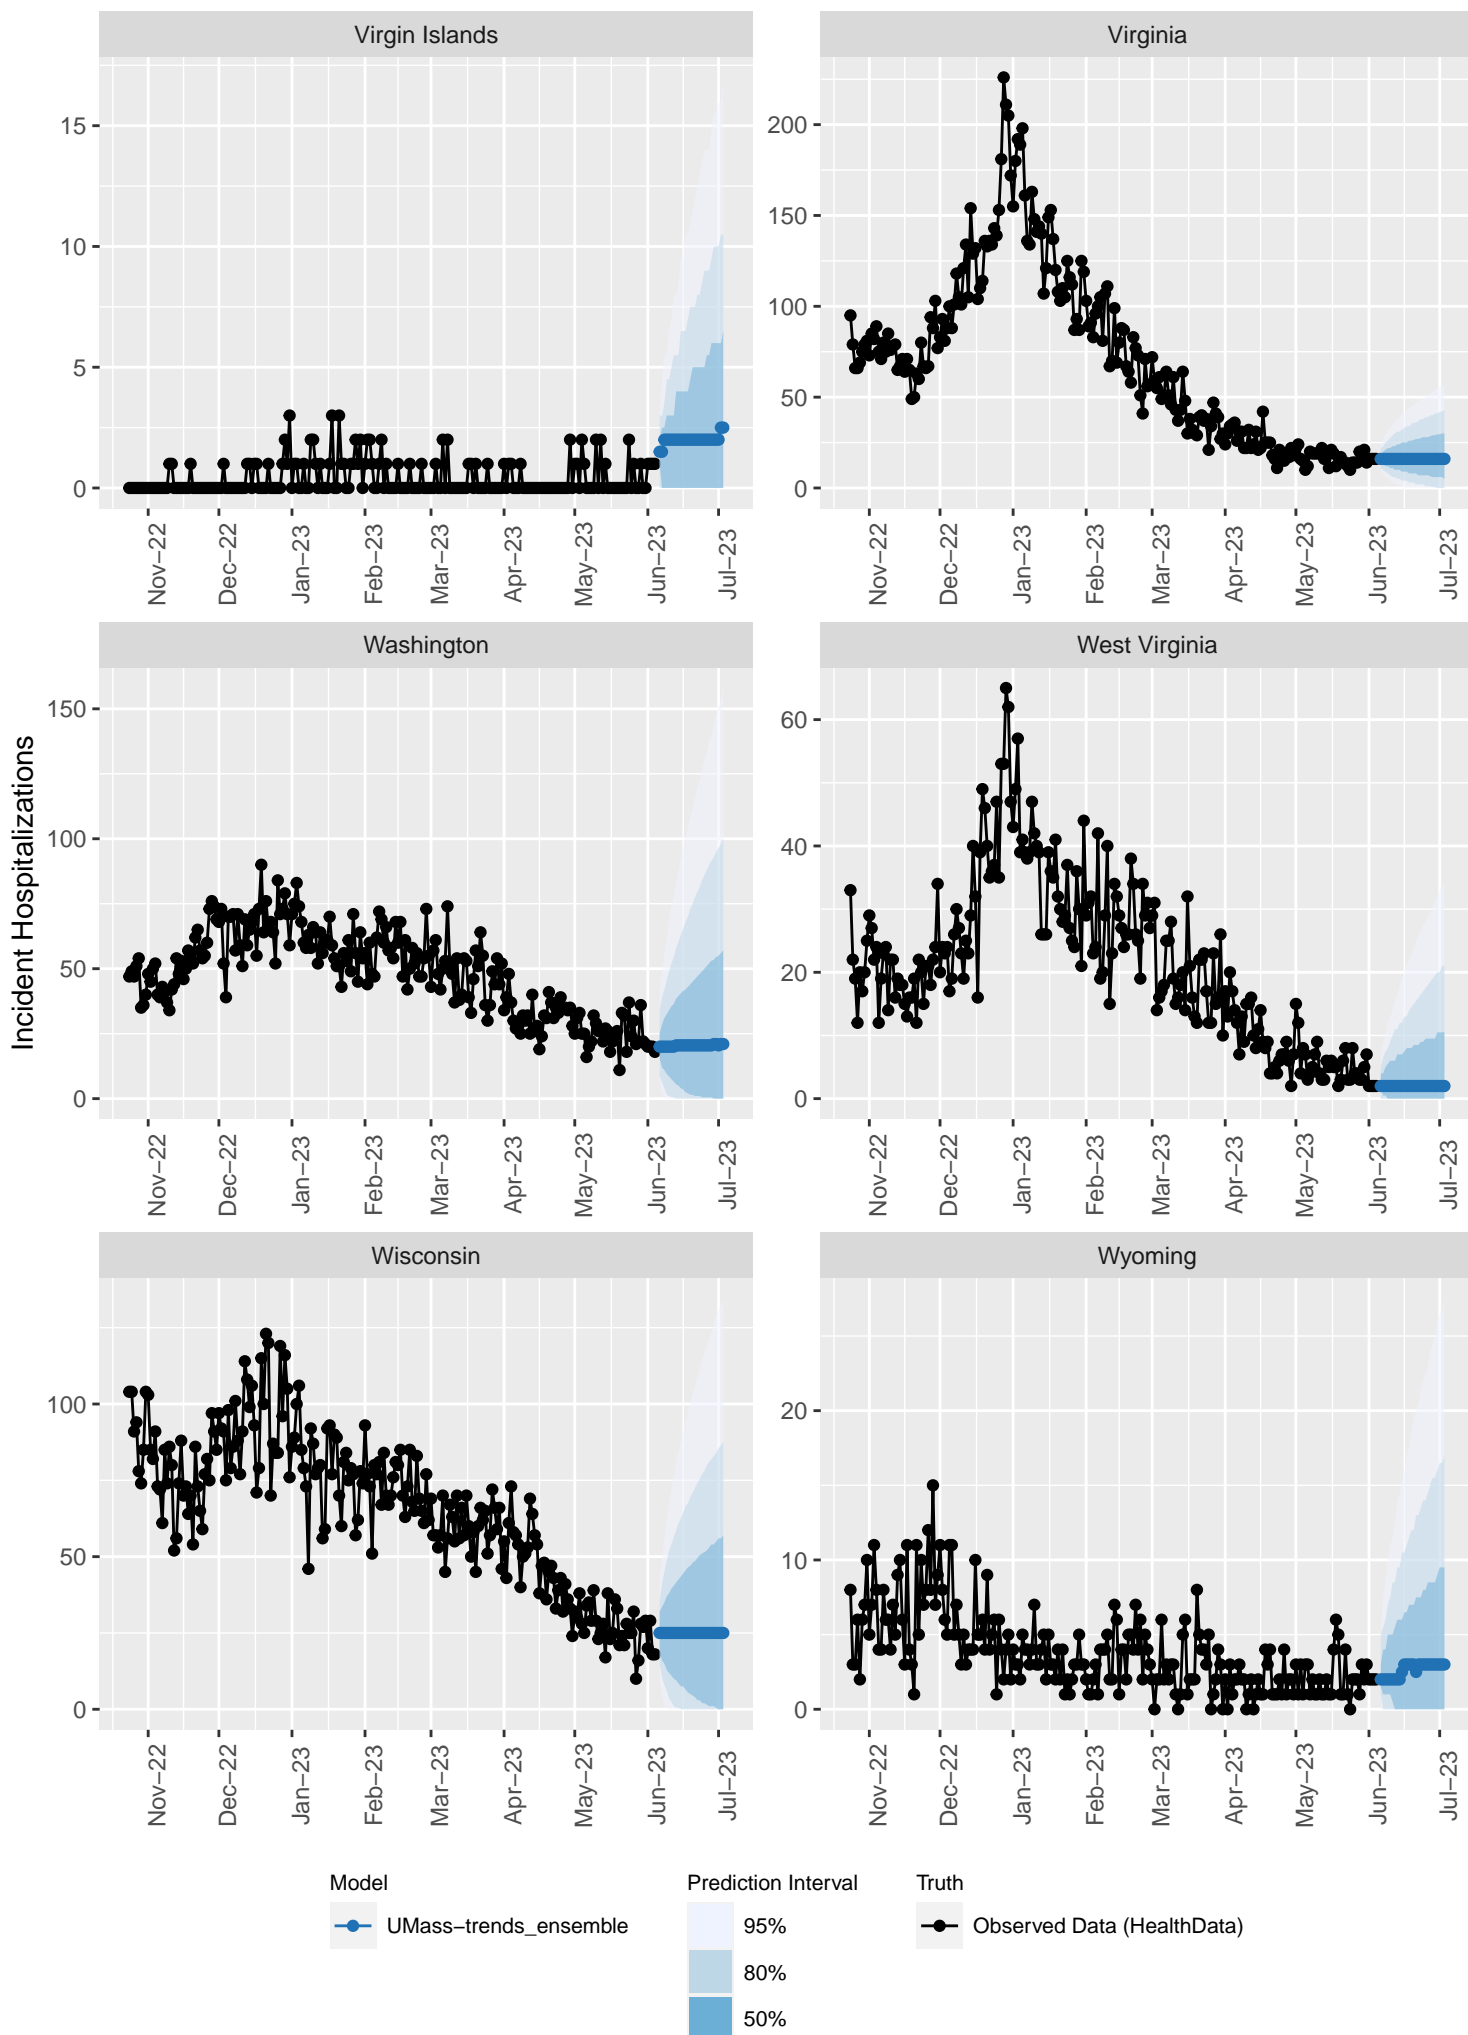 Virgin Islands
Virginia
15
10
5
0
200
150
100
50
0
Nov−22
Dec−22
Jan−23
Feb−23
Mar−23
Apr−23
May−23
Jun−23
Jul−23
Nov−22
Dec−22
Jan−23
Feb−23
Mar−23
Apr−23
May−23
Jun−23
Jul−23
Incident Hospitalizations
Washington
West Virginia
150
100
50
0
60
40
20
0
Nov−22
Dec−22
Jan−23
Feb−23
Mar−23
Apr−23
May−23
Jun−23
Jul−23
Nov−22
Dec−22
Jan−23
Feb−23
Mar−23
Apr−23
May−23
Jun−23
Jul−23
Wisconsin
Wyoming
100
50
0
20
10
0
Nov−22
Dec−22
Jan−23
Feb−23
Mar−23
Apr−23
May−23
Jun−23
Jul−23
Nov−22
Dec−22
Jan−23
Feb−23
Mar−23
Apr−23
May−23
Jun−23
Jul−23
Model
UMass−trends_ensemble
Prediction Interval
95%
80%
50%
Truth
Observed Data (HealthData)